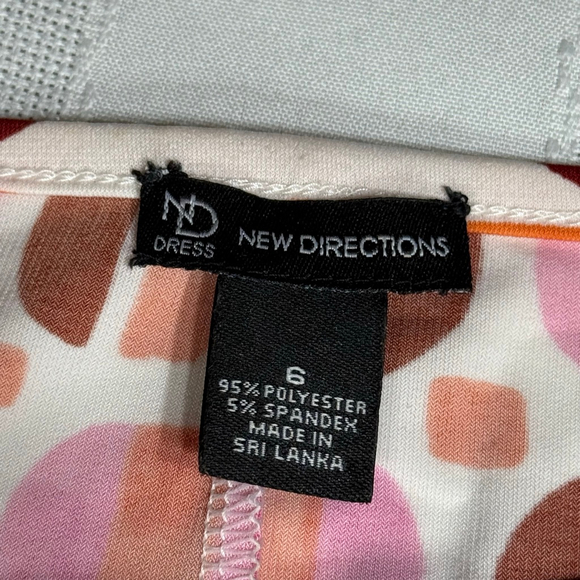 ND
DRESS NEW DIRECTIONS
6
95% POLYESTER
5% SPANDEX
MADE IN
SRI LANKA